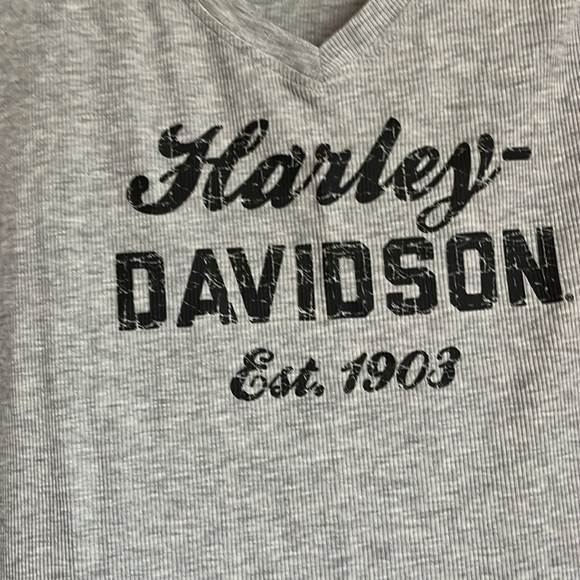 Harley-
DAVIDSON
Est. 1903